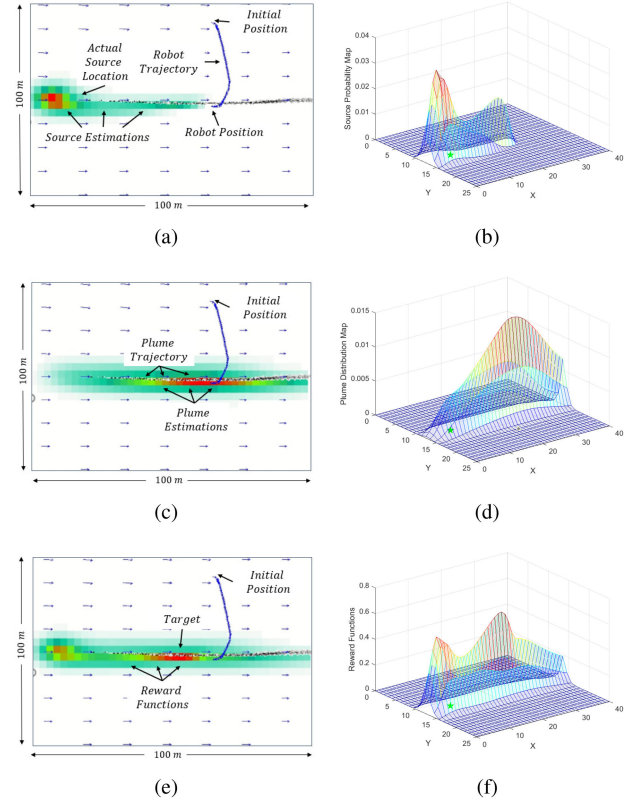 Initial
Position
Actual
Source
Location
Robot
Trajectory
Source Estimations
Robot Position
100 m
100 m
(a)
Source Probability Map
0.04
0.03
0.02
0.01
0
0
5
10
15
20
25
Y
0
10
20
30
40
X
(b)
Initial
Position
Plume
Trajectory
Plume
Estimations
100 m
100 m
(c)
Plume Distribution Map
0.015
0.01
0.005
0
0
5
10
15
20
25
Y
0
10
20
30
40
X
(d)
Initial
Position
Target
Reward
Functions
100 m
100 m
(e)
Reward Functions
0.8
0.6
0.4
0.2
0
0
5
10
15
20
25
Y
0
10
20
30
40
X
(f)